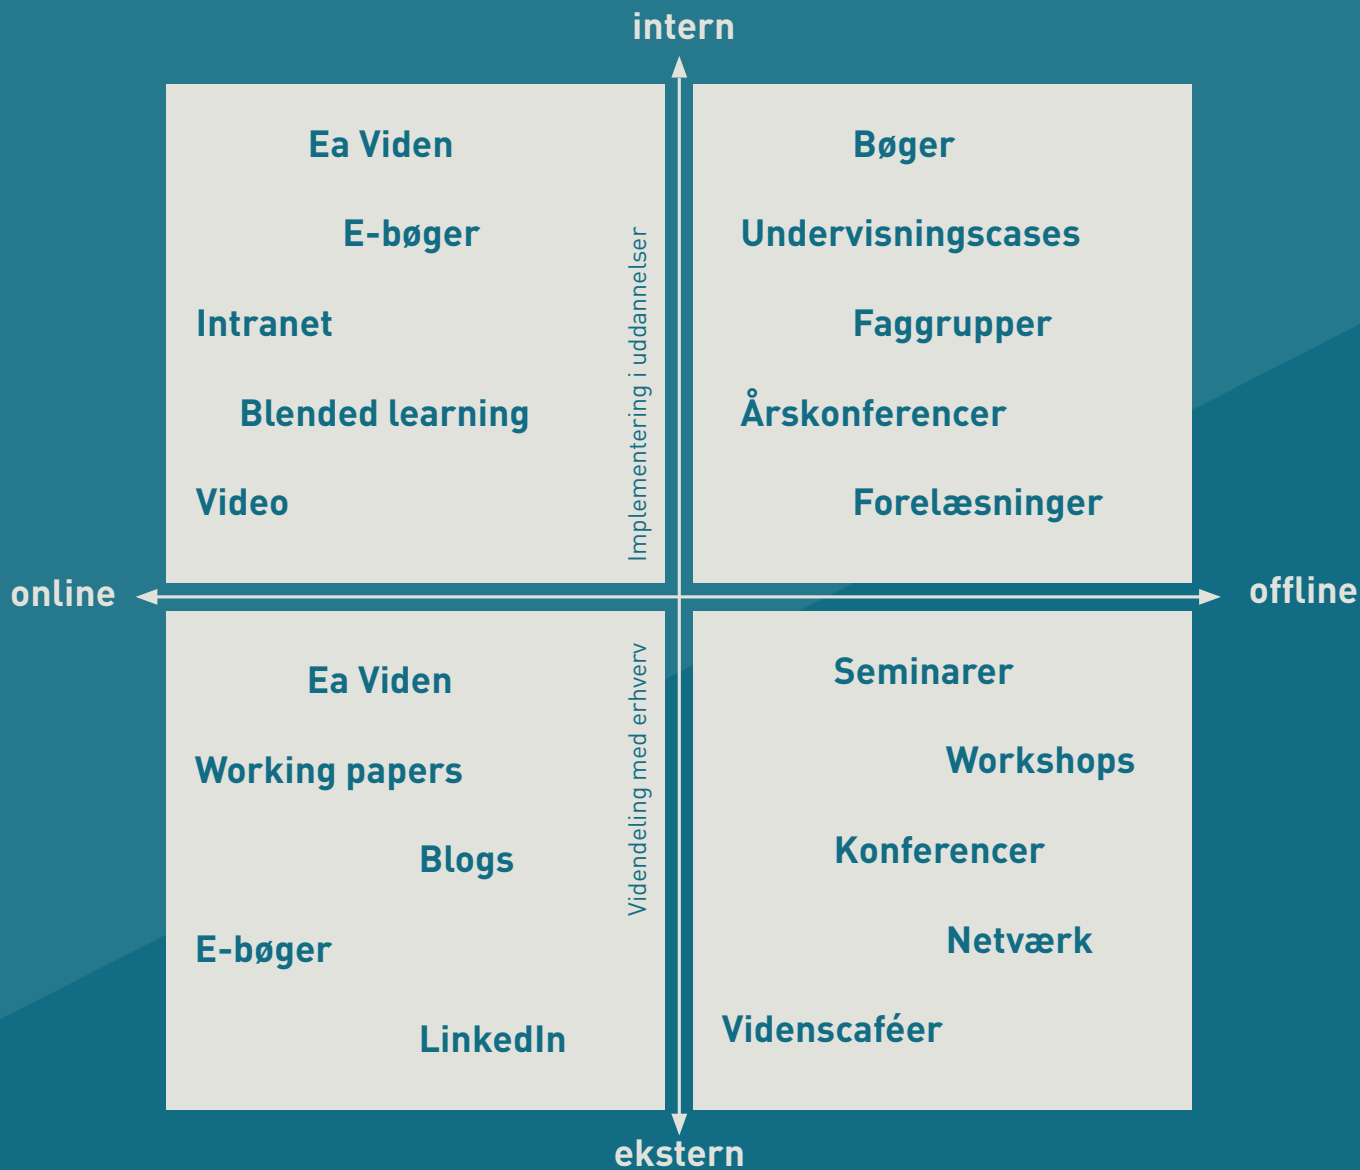 intern
Ea Viden
E-bøger
Intranet
Blended learning
Video
Implementering i uddannelser
Bøger
Undervisningscases
Faggrupper
Årskonferencer
Forelæsninger
online
offline
Ea Viden
Working papers
Blogs
E-bøger
LinkedIn
Videndeling med erhverv
Seminarer
Workshops
Konferencer
Netværk
Videnscaféer
ekstern